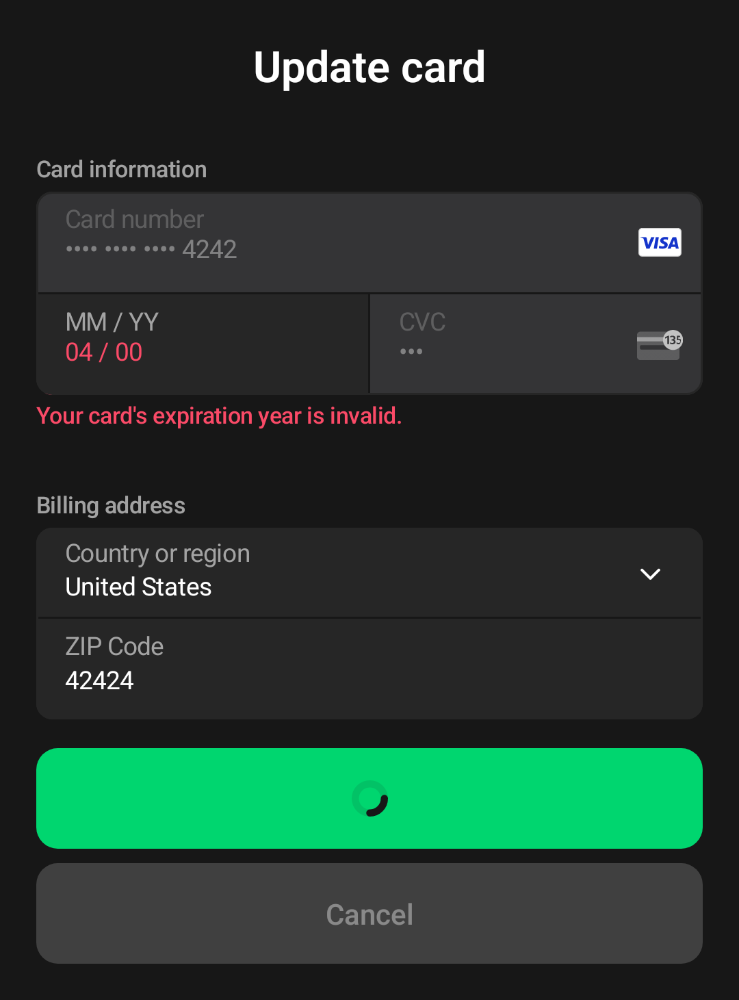 Update card
Card information
Card number
•••• •••• •••• 4242
VISA
MM / YY
04 / 00
CVC
•••
135
Your card's expiration year is invalid.
Billing address
Country or region
United States
ZIP Code
42424
Cancel